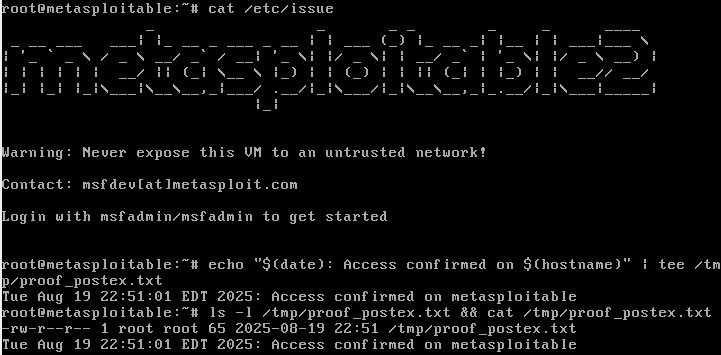 root@metasploitable:~# cat /etc/issue
metasploitable2
Warning: Never expose this VM to an untrusted network!
Contact: msfdev[at]metasploit.com
Login with msfadmin/msfadmin to get started
root@metasploitable:~# echo "$(date): Access confirmed on $(hostname)" | tee /tm
p/proof_postex.txt
Tue Aug 19 22:51:01 EDT 2025: Access confirmed on metasploitable
root@metasploitable:~# ls -l /tmp/proof_postex.txt && cat /tmp/proof_postex.txt
-rw-r--r-- 1 root root 65 2025-08-19 22:51 /tmp/proof_postex.txt
Tue Aug 19 22:51:01 EDT 2025: Access confirmed on metasploitable